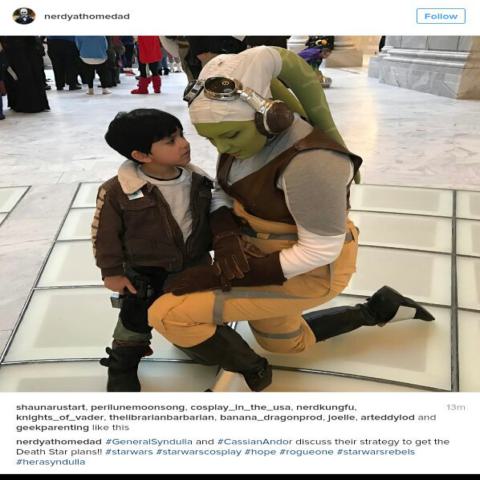 nerdyathomedad
Follow
shaunarustart, perilunemoonsong, cosplay_in_the_usa, nerdkungfu,
13m
knights_of_vader, thelibrarianbarbarian, banana_dragonprod, joelle, arteddylod and
geekparenting like this
nerdyathomedad #GeneralSyndulla and #CassianAndor discuss their strategy to get the
Death Star plans!! #starwars #starwarscosplay #hope #rogueone #starwarsrebels
#herasyndulla